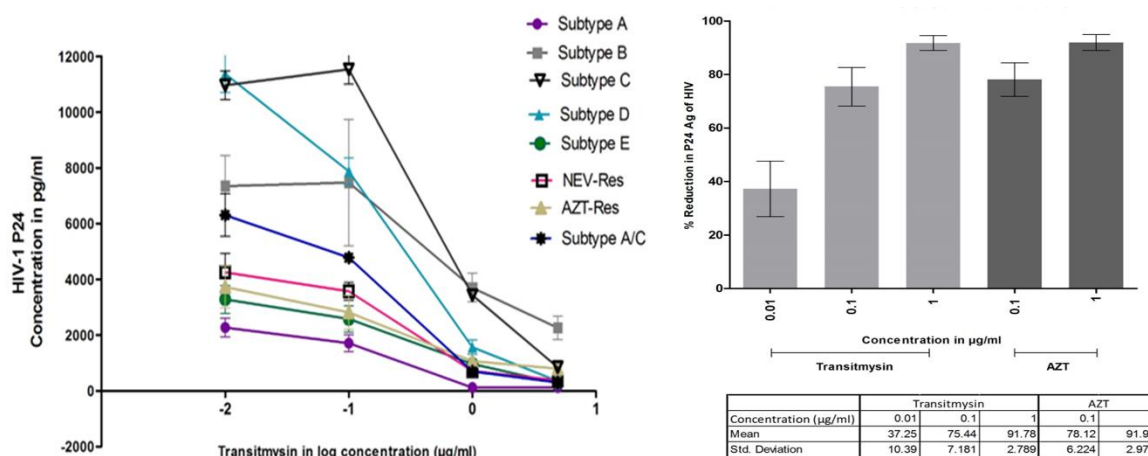 Subtype A
Subtype B
Subtype C
Subtype D
Subtype E
NEV-Res
AZT-Res
Subtype A/C
HIV-1 P24
Concentration in pg/ml
12000
10000
8000
6000
4000
2000
0
-2000
-2 -1 0 1
Transitmysin in log concentration (µg/ml)
% Reduction in P24 Ag of HIV
100
80
60
40
20
0
0.01 0.1 1 0.1 1
Concentration in µg/ml
Transitmysin AZT
Transitmysin AZT
Concentration (µg/ml) 0.01 0.1 1 0.1
Mean 37.25 75.44 91.78 78.12 91.9
Std. Deviation 10.39 7.181 2.789 6.224 2.97